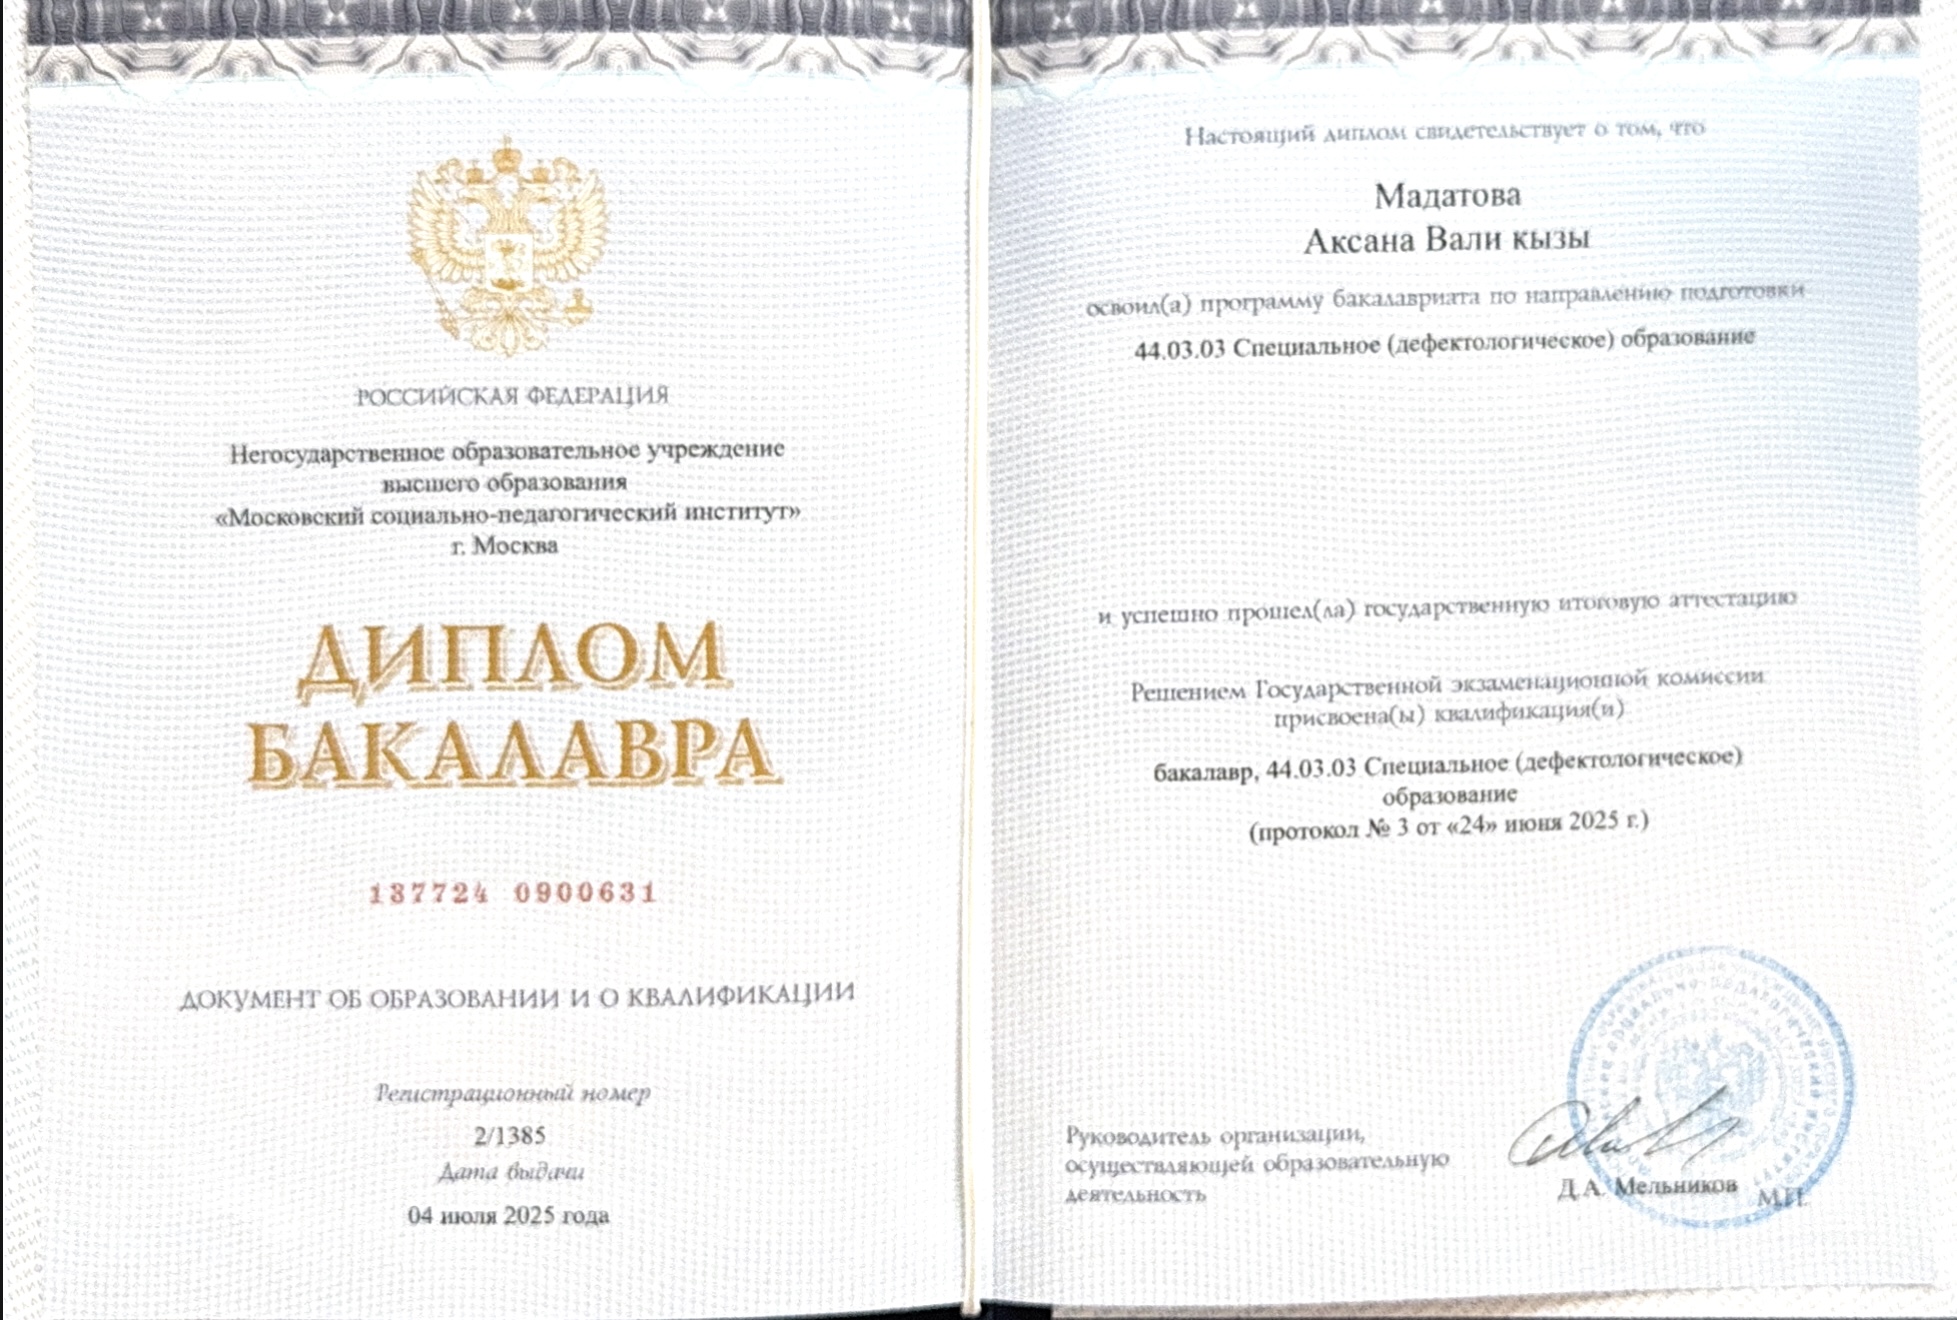 РОССИЙСКАЯ ФЕДЕРАЦИЯ
Негосударственное образовательное учреждение
высшего образования
«Московский социально-педагогический институт»
г. Москва
ДИПЛОМ
БАКАЛАВРА
137724 0900631
ДОКУМЕНТ ОБ ОБРАЗОВАНИИ И О КВАЛИФИКАЦИИ
Регистрационный номер
2/1385
Дата выдачи
04 июля 2025 года
Настоящий диплом свидетельствует о том, что
Мадатова
Аксана Вали кызы
освоил(а) программу бакалавриата по направлению подготовки
44.03.03 Специальное (дефектологическое) образование
и успешно прошел(ла) государственную итоговую аттестацию
Решением Государственной экзаменационной комиссии
присвоена(ы) квалификация(и)
бакалавр, 44.03.03 Специальное (дефектологическое)
образование
(протокол № 3 от «24» июня 2025 г.)
Руководитель организации,
осуществляющей образовательную
деятельность
Д.А. Мельников
М.П.